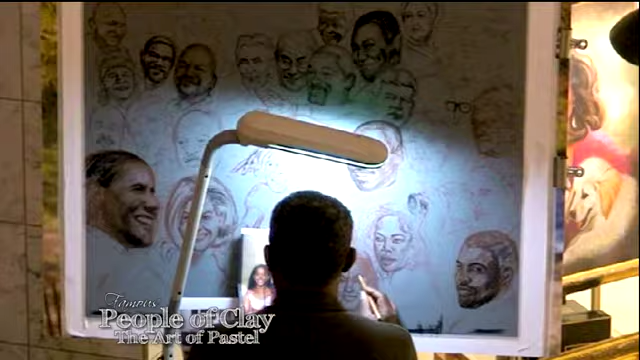 Famous
People of Clay
The Art of Pastel